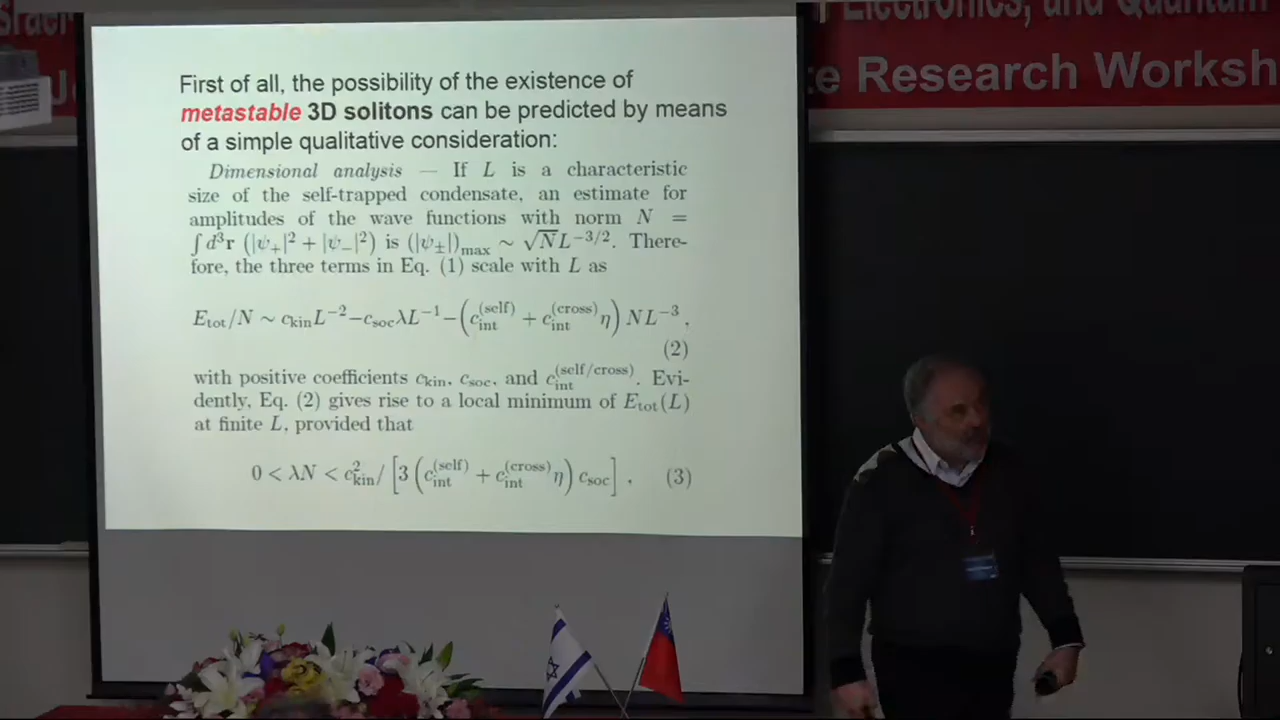 Electronics, and Quantum
Research Worksh
First of all, the possibility of the existence of
metastable 3D solitons can be predicted by means
of a simple qualitative consideration:
Dimensional analysis — If L is a characteristic
size of the self-trapped condensate, an estimate for
amplitudes of the wave functions with norm N =
∫ d³r (|ψ₊|² + |ψ₋|²) is (|ψ±|)max ~ √N L^{−3/2}. There-
fore, the three terms in Eq. (1) scale with L as
E_tot/N ~ c_kin L^{−2} − c_soc λL^{−1} − (c_int^{(self)} + c_int^{(cross)} η) NL^{−3},
(2)
with positive coefficients c_kin, c_soc, and c_int^{(self/cross)}. Evi-
dently, Eq. (2) gives rise to a local minimum of E_tot(L)
at finite L, provided that
0 < λN < c²_kin/ [3 (c_int^{(self)} + c_int^{(cross)} η) c_soc] , (3)